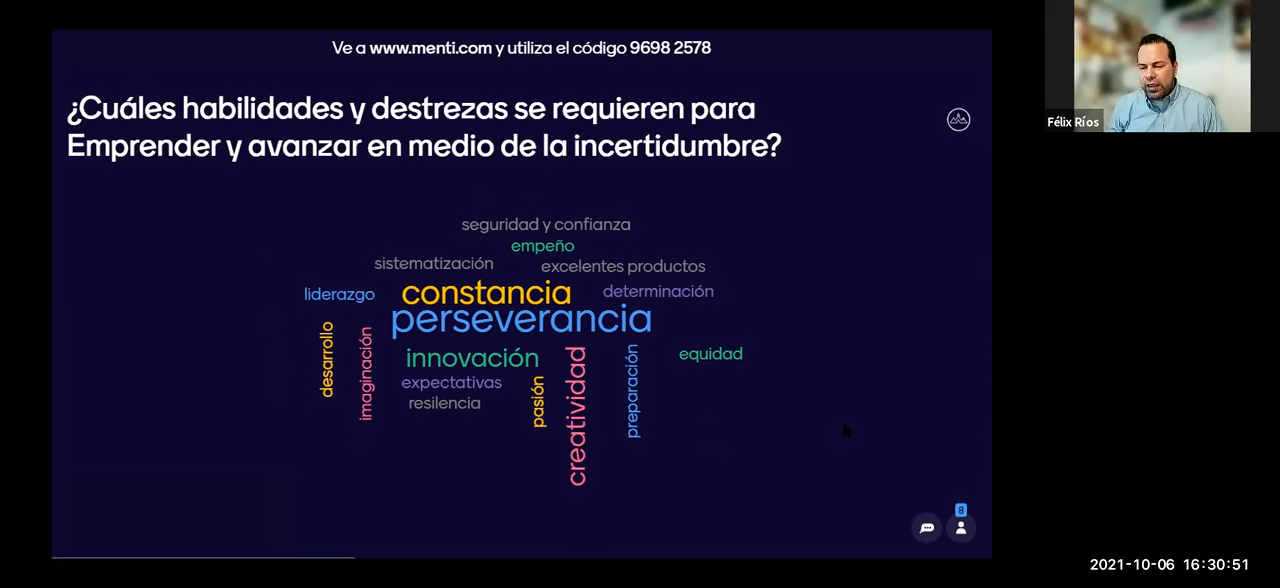 Ve a www.menti.com y utiliza el código 9698 2578
¿Cuáles habilidades y destrezas se requieren para
Emprender y avanzar en medio de la incertidumbre?
Félix Ríos
seguridad y confianza
empeño
sistematización
excelentes productos
liderazgo
constancia
determinación
perseverancia
desarrollo
imaginación
innovación
creatividad
preparación
equidad
expectativas
pasión
resilencia
8
2021-10-06 16:30:51